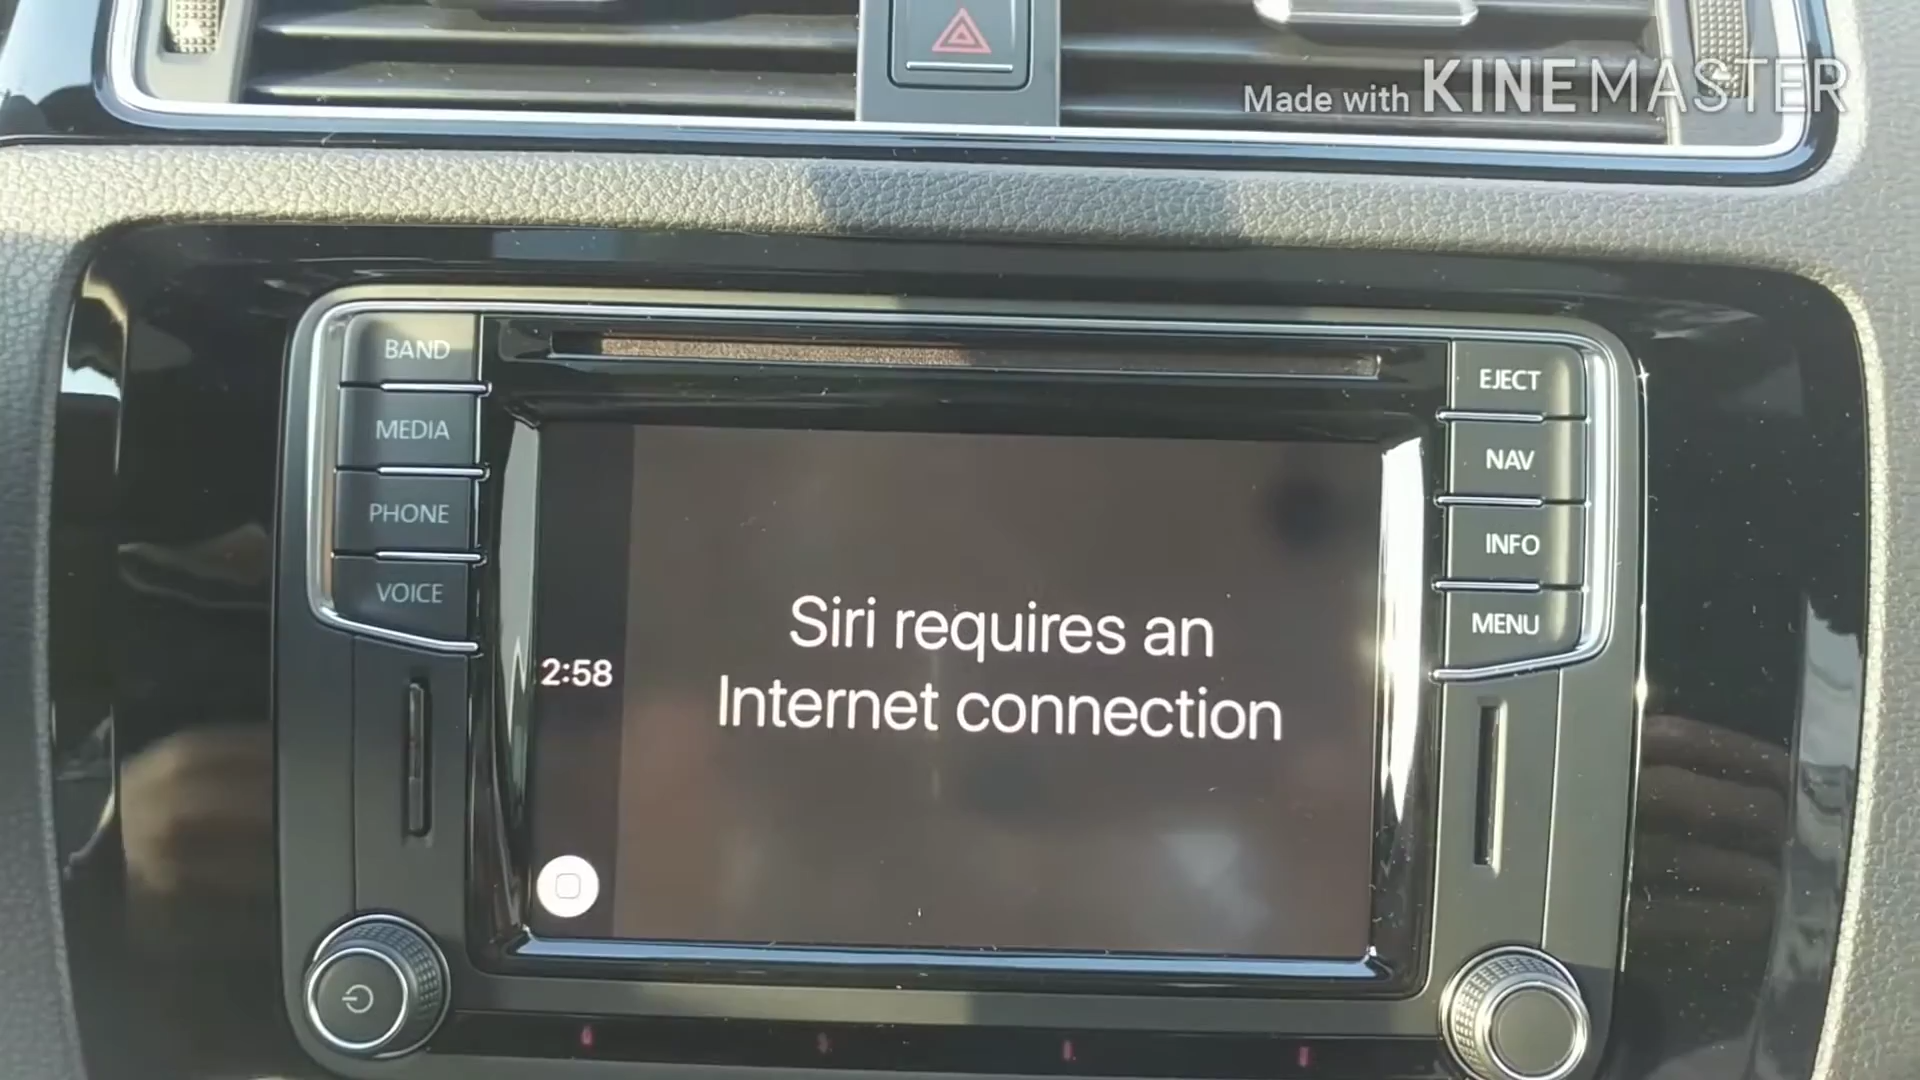 Made with KINEMASTER
BAND
MEDIA
PHONE
VOICE
EJECT
NAV
INFO
MENU
2:58
Siri requires an
Internet connection